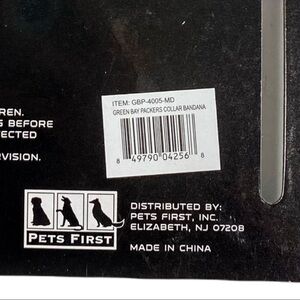 REN.
S BEFORE
ECTED
RVISION.
ITEM: GBP-4005-MD
GREEN BAY PACKERS COLLAR BANDANA
8 49790 04256 8
PETS FIRST
DISTRIBUTED BY:
PETS FIRST, INC.
ELIZABETH, NJ 07208
MADE IN CHINA